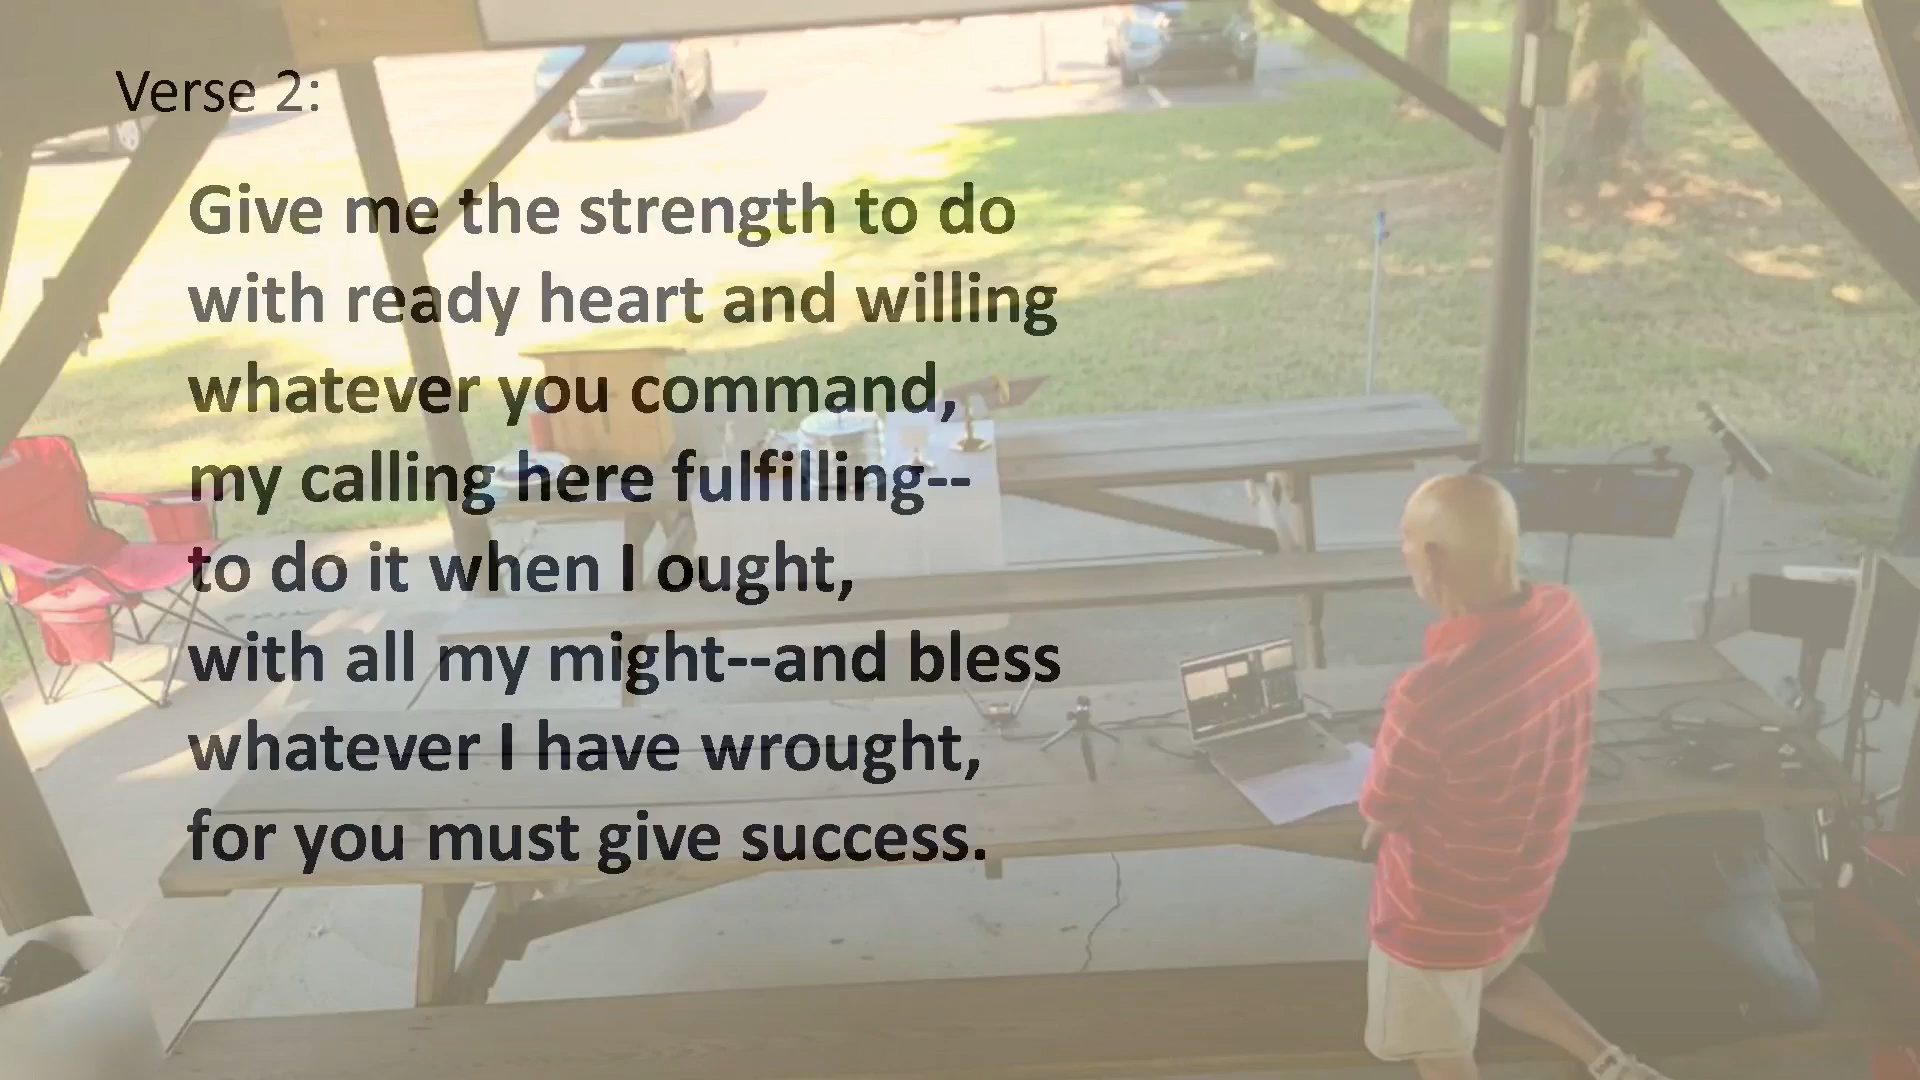 Verse 2:
Give me the strength to do
with ready heart and willing
whatever you command,
my calling here fulfilling--
to do it when I ought,
with all my might--and bless
whatever I have wrought,
for you must give success.